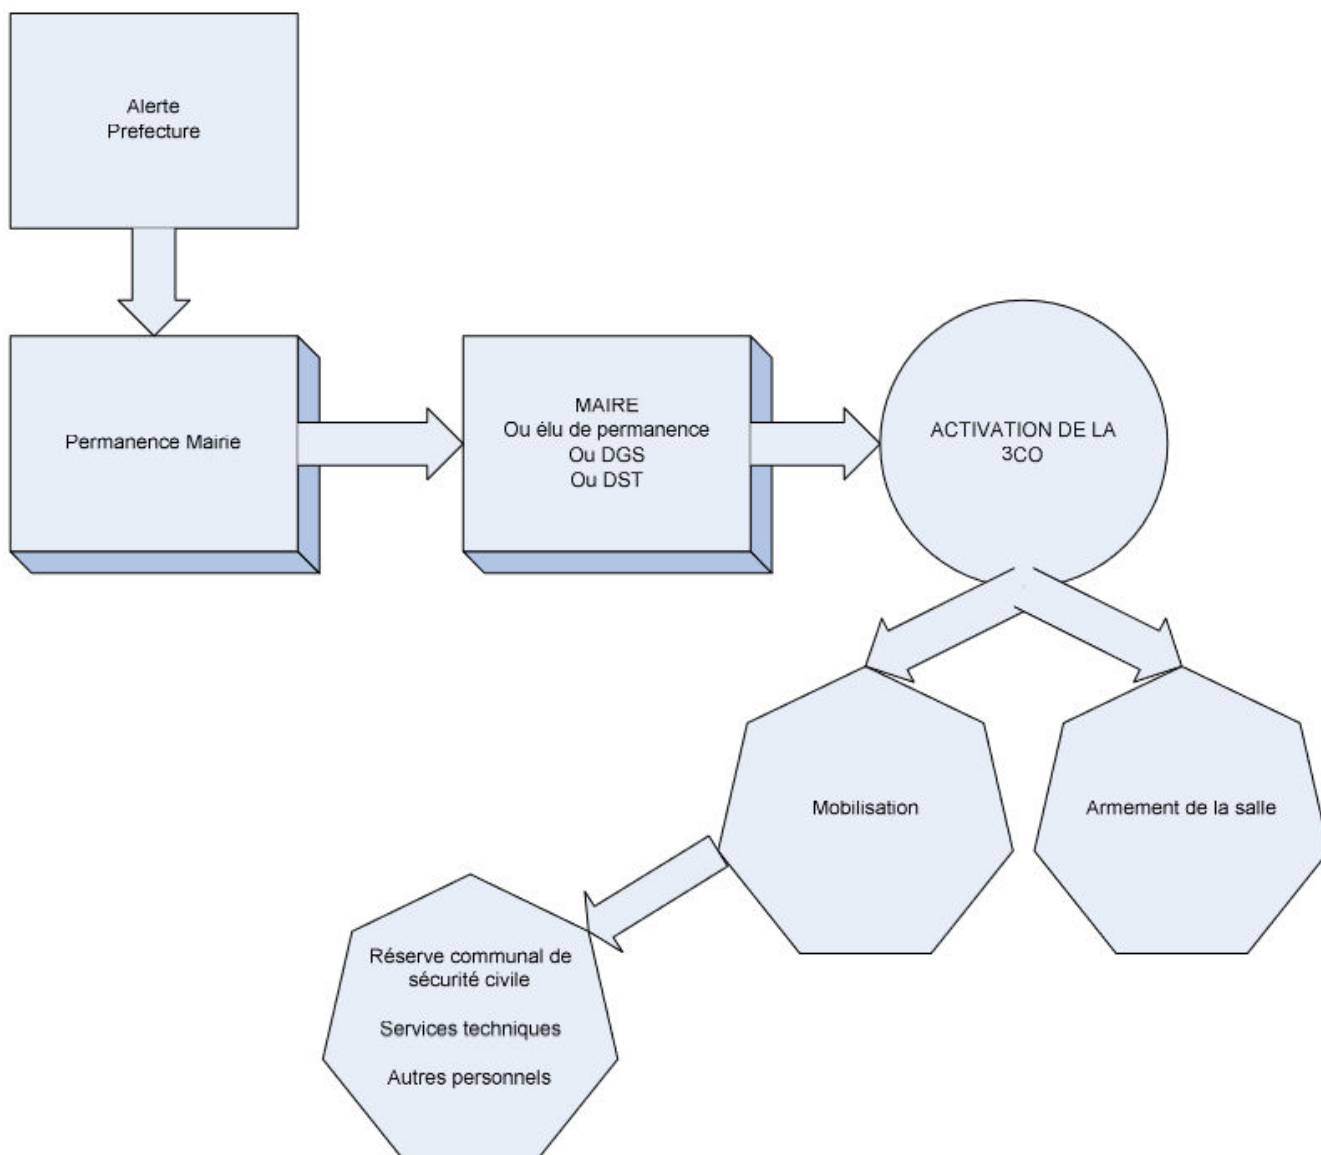 Alerte
Prefecture
Permanence Mairie
MAIRE
Ou élu de permanence
Ou DGS
Ou DST
ACTIVATION DE LA
3CO
Mobilisation
Armement de la salle
Réserve communal de
sécurité civile
Services techniques
Autres personnels